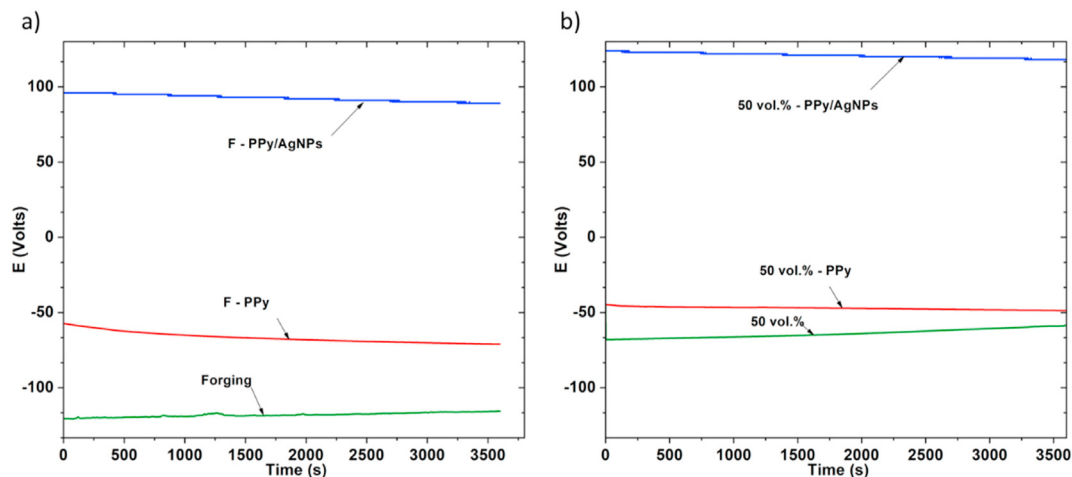 a)
100
50
-0
-50
-100
E (Volts)
F - PPy/AgNPs
F - PPy
Forging
0 500 1000 1500 2000 2500 3000 3500
Time (s)
b)
100
50
-0
-50
-100
E (Volts)
50 vol.% - PPy/AgNPs
50 vol.% - PPy
50 vol.%
0 500 1000 1500 2000 2500 3000 3500
Time (s)